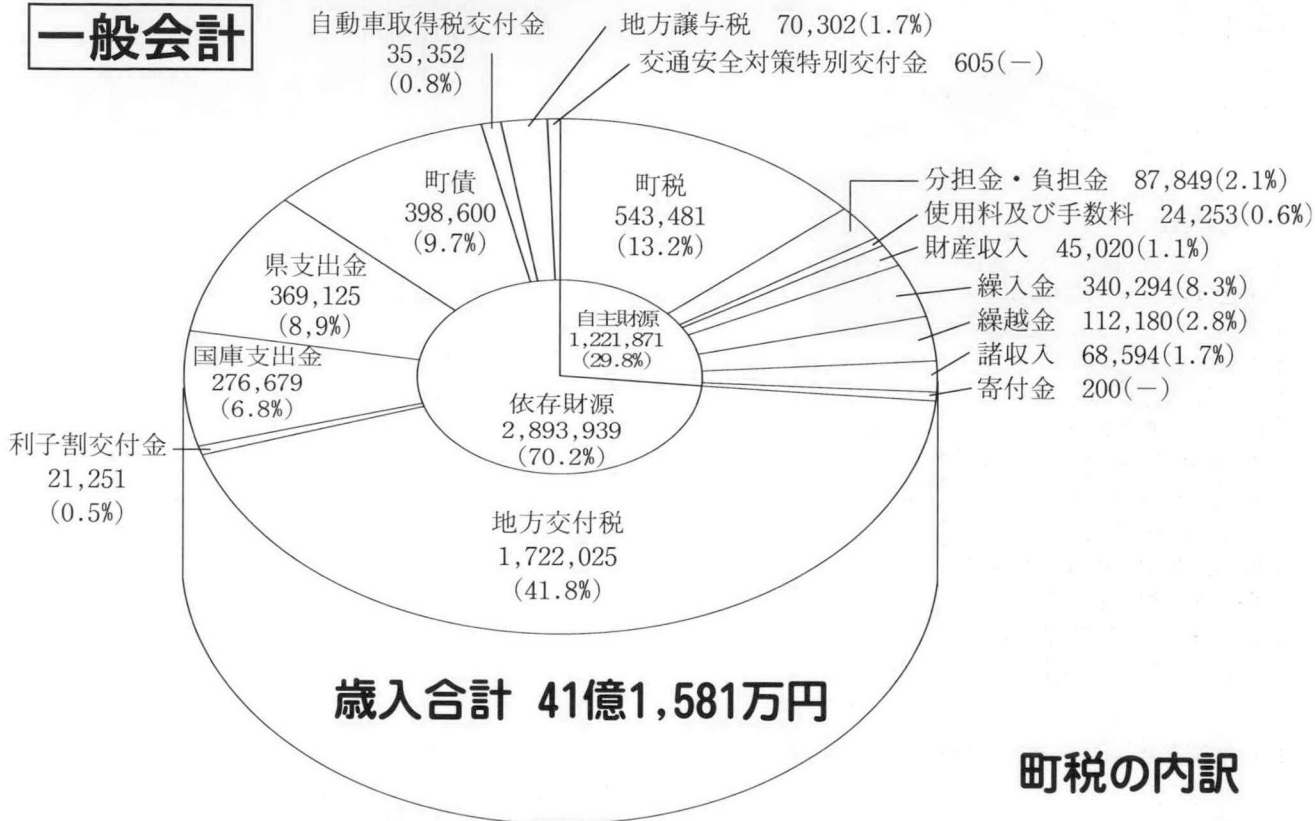 一般会計
自動車取得税交付金
35,352
(0.8%)
地方譲与税 70,302(1.7%)
交通安全対策特別交付金 605(−)
町債
398,600
(9.7%)
町税
543,481
(13.2%)
分担金・負担金 87,849(2.1%)
使用料及び手数料 24,253(0.6%)
財産収入 45,020(1.1%)
繰入金 340,294(8.3%)
繰越金 112,180(2.8%)
諸収入 68,594(1.7%)
寄付金 200(−)
県支出金
369,125
(8,9%)
国庫支出金
276,679
(6.8%)
利子割交付金
21,251
(0.5%)
自主財源
1,221,871
(29.8%)
依存財源
2,893,939
(70.2%)
地方交付税
1,722,025
(41.8%)
歳入合計 41億1,581万円
町税の内訳